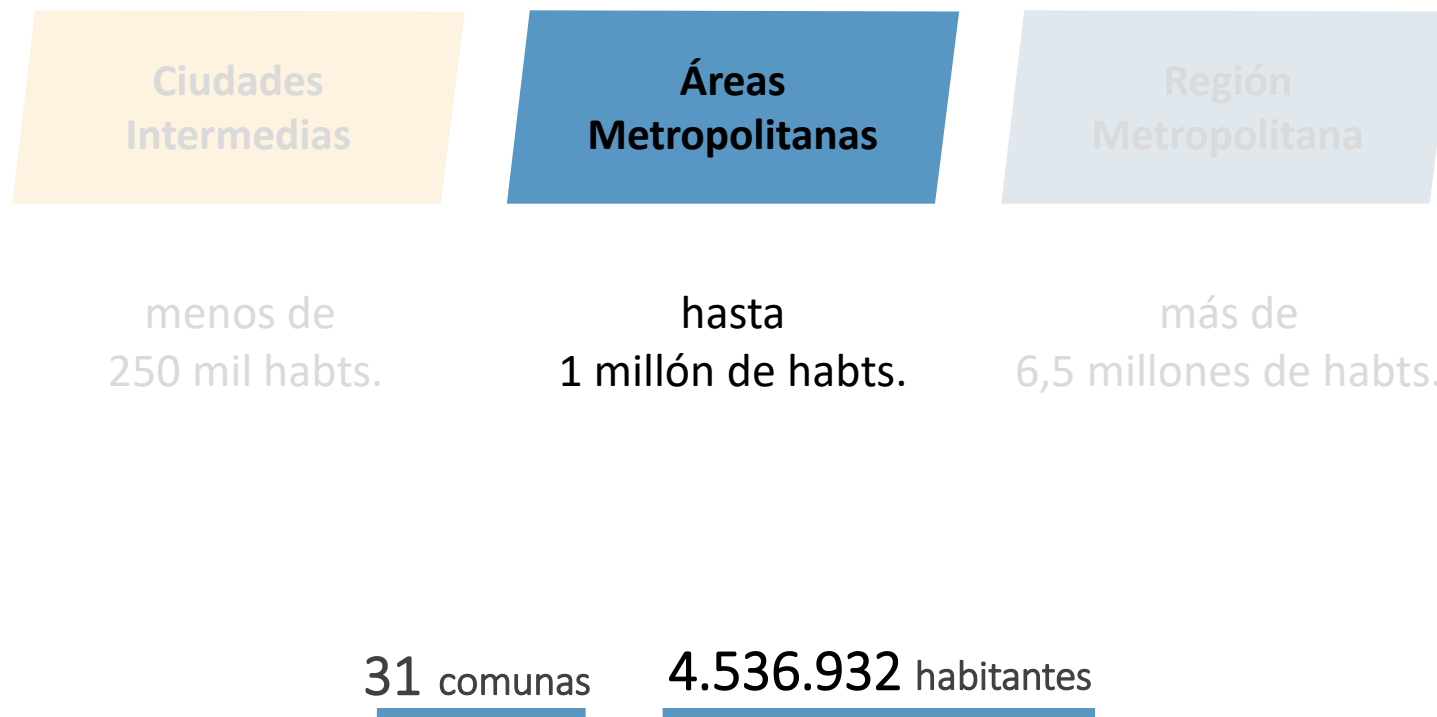 Ciudades
Intermedias
Áreas
Metropolitanas
Región
Metropolitana
menos de
250 mil habts.
hasta
1 millón de habts.
más de
6,5 millones de habts.
31 comunas
4.536.932 habitantes